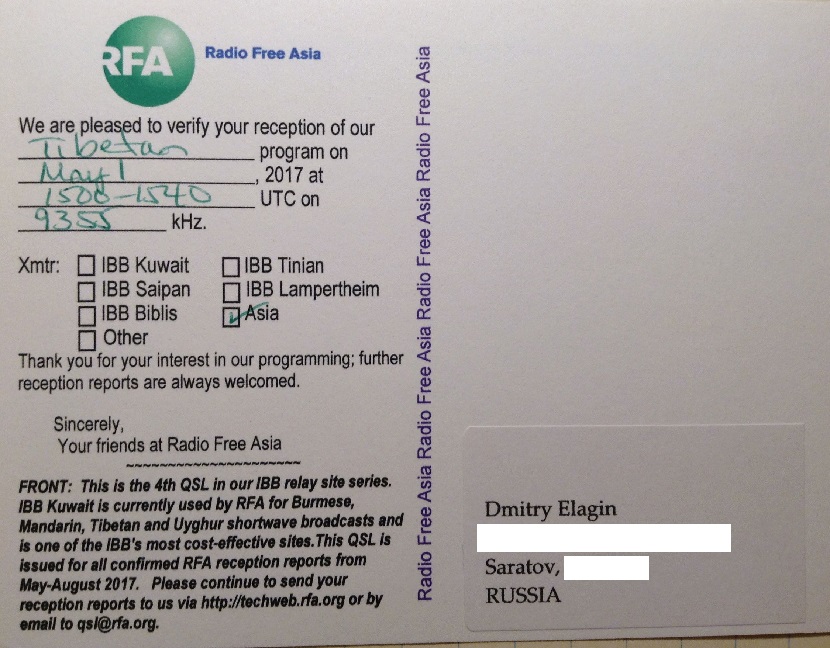 RFA Radio Free Asia
We are pleased to verify your reception of our
Tibetan program on
May 1, 2017 at
1500-1540 UTC on
9355 kHz.
Xmtr: IBB Kuwait IBB Tinian
IBB Saipan IBB Lampertheim
IBB Biblis Asia
Other
Thank you for your interest in our programming; further
reception reports are always welcomed.
Sincerely,
Your friends at Radio Free Asia
~~~~~~~~~~~~~~~~~~~~
FRONT: This is the 4th QSL in our IBB relay site series.
IBB Kuwait is currently used by RFA for Burmese,
Mandarin, Tibetan and Uyghur shortwave broadcasts and
is one of the IBB's most cost-effective sites.This QSL is
issued for all confirmed RFA reception reports from
May-August 2017. Please continue to send your
reception reports to us via http://techweb.rfa.org or by
email to qsl@rfa.org.
Radio Free Asia Radio Free Asia Radio Free Asia Radio Free Asia
Dmitry Elagin
Saratov,
RUSSIA